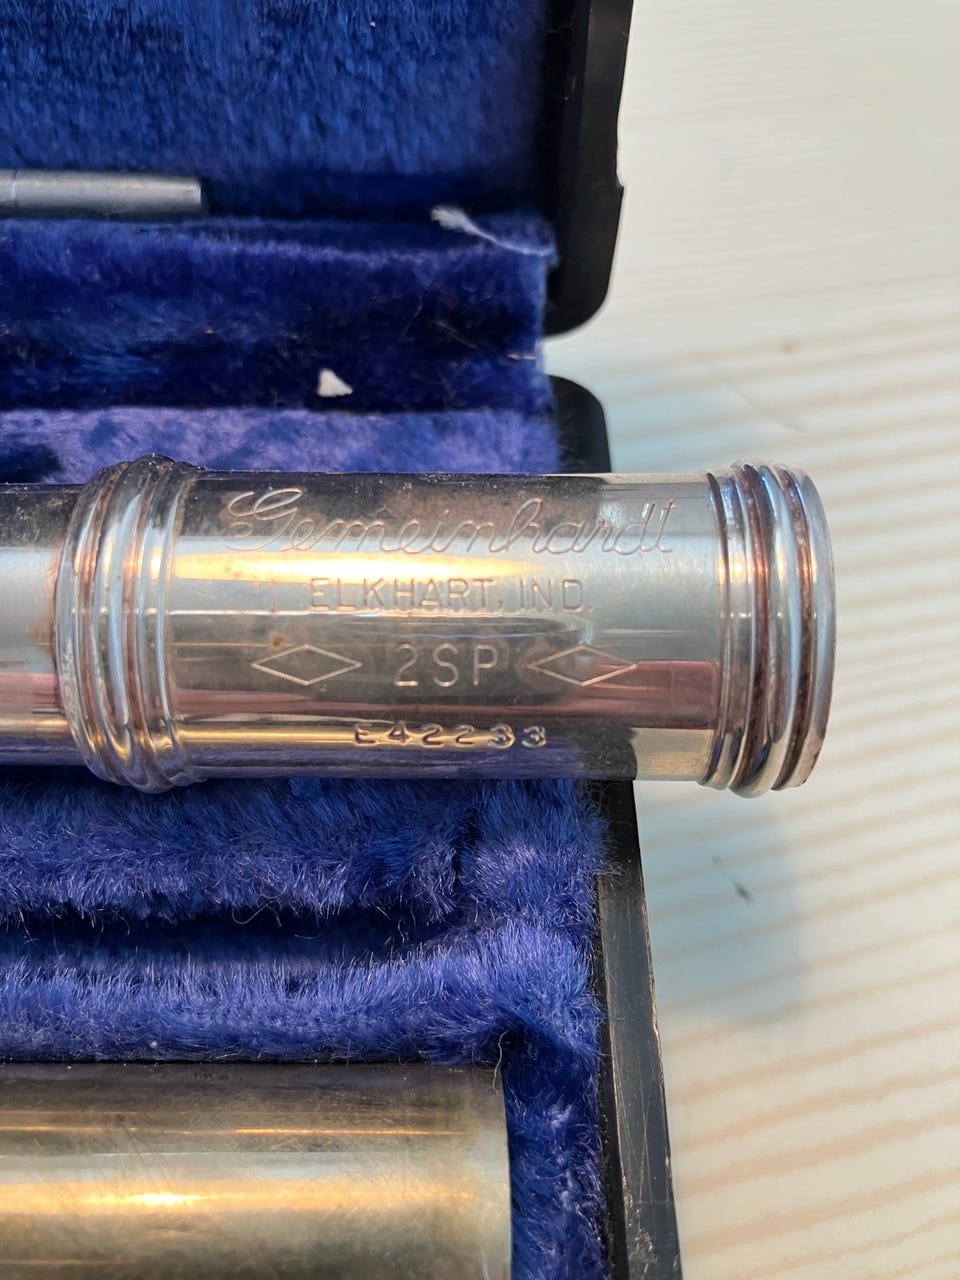 Gemeinhardt
ELKHART, IND.
2SP
E42233